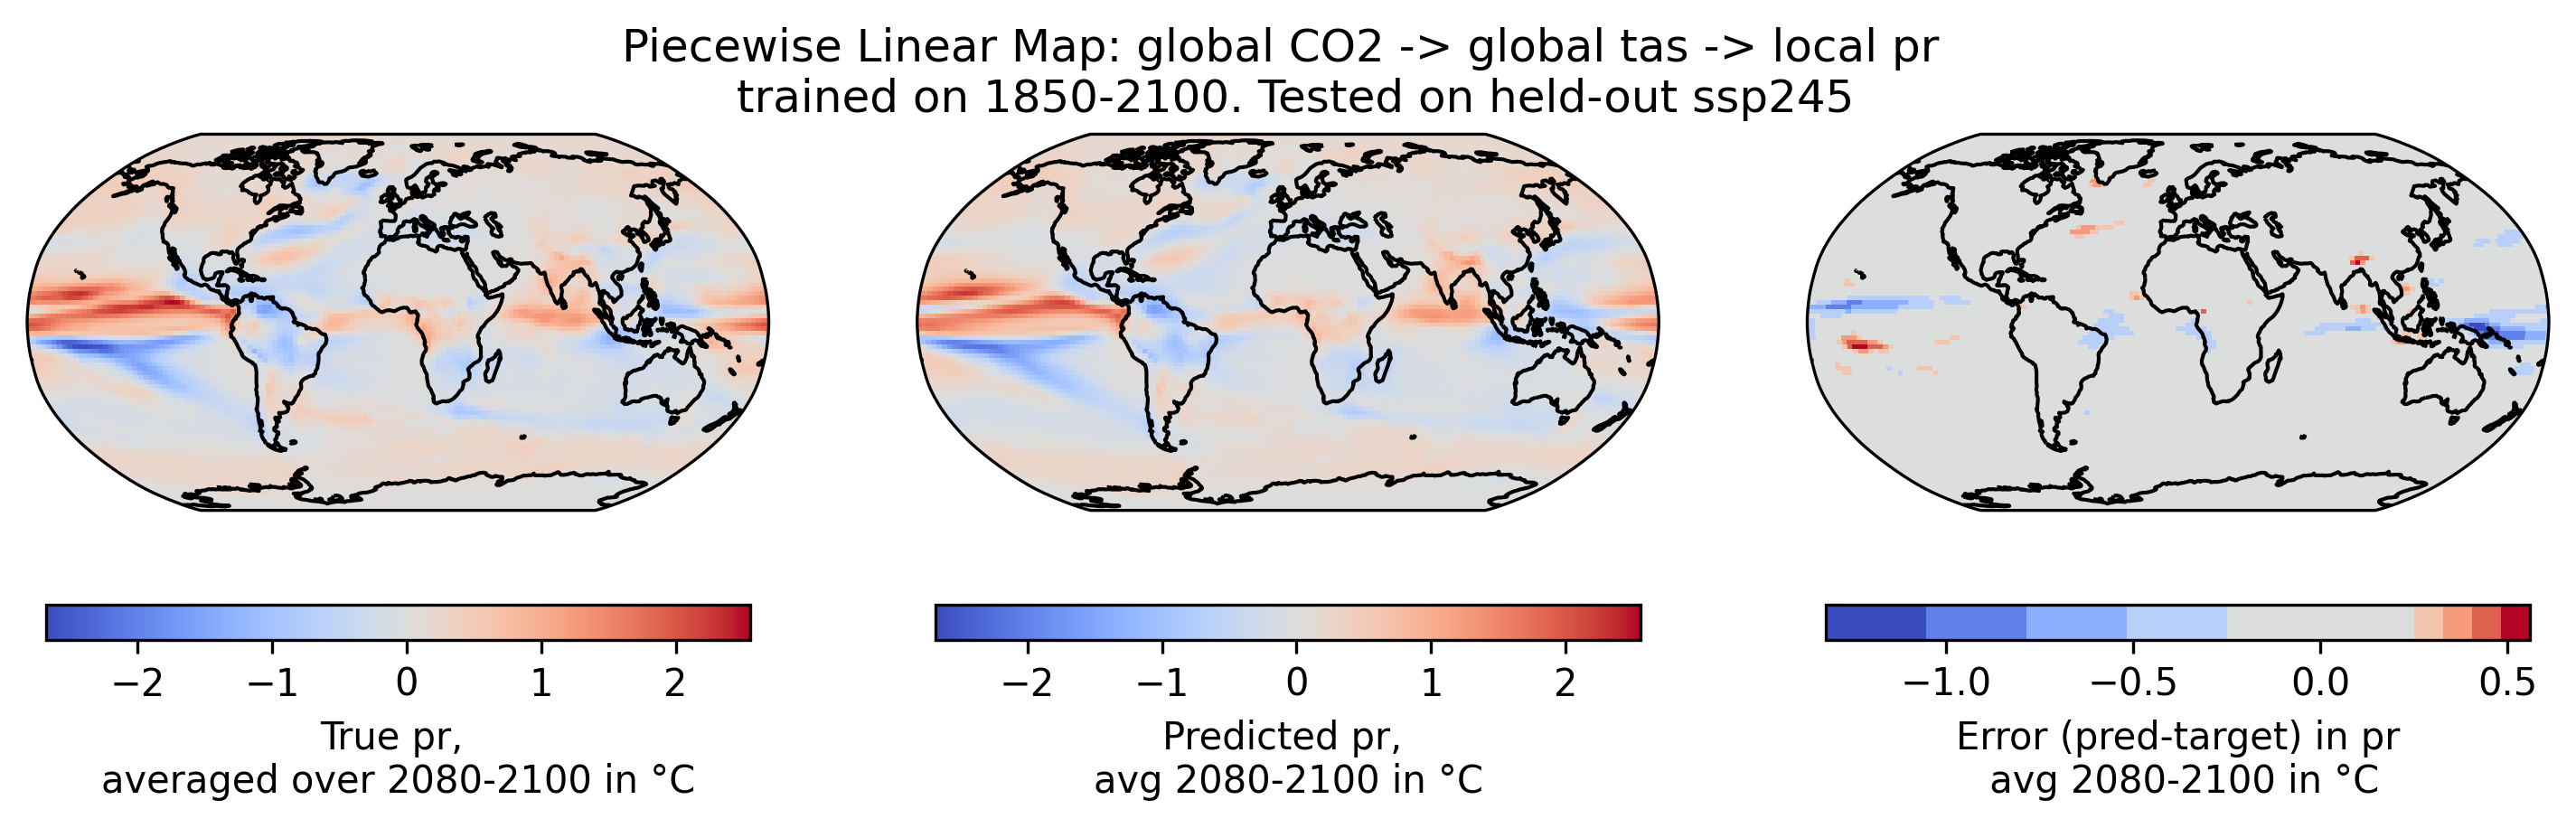 Piecewise Linear Map: global CO2 -> global tas -> local pr
trained on 1850-2100. Tested on held-out ssp245
−2 −1 0 1 2
True pr,
averaged over 2080-2100 in °C
−2 −1 0 1 2
Predicted pr,
avg 2080-2100 in °C
−1.0 −0.5 0.0 0.5
Error (pred-target) in pr
avg 2080-2100 in °C